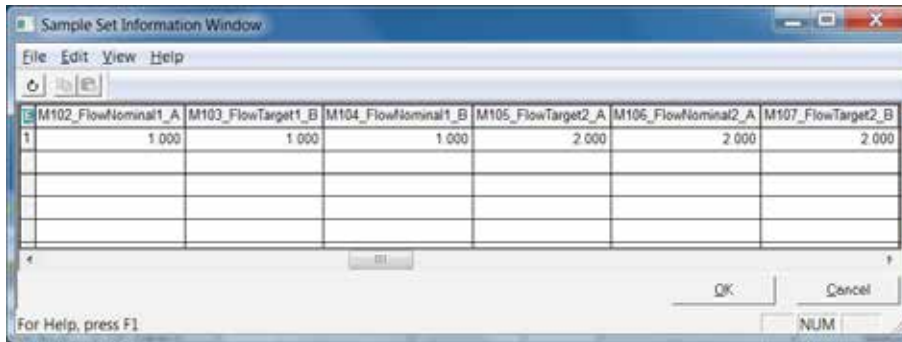 Sample Set Information Window
File Edit View Help
M102_FlowNominal1_A M103_FlowTarget1_B M104_FlowNominal1_B M105_FlowTarget2_A M106_FlowNominal2_A M107_FlowTarget2_B
1 1.000 1.000 1.000 2.000 2.000 2.000
OK Cancel
For Help, press F1 NUM